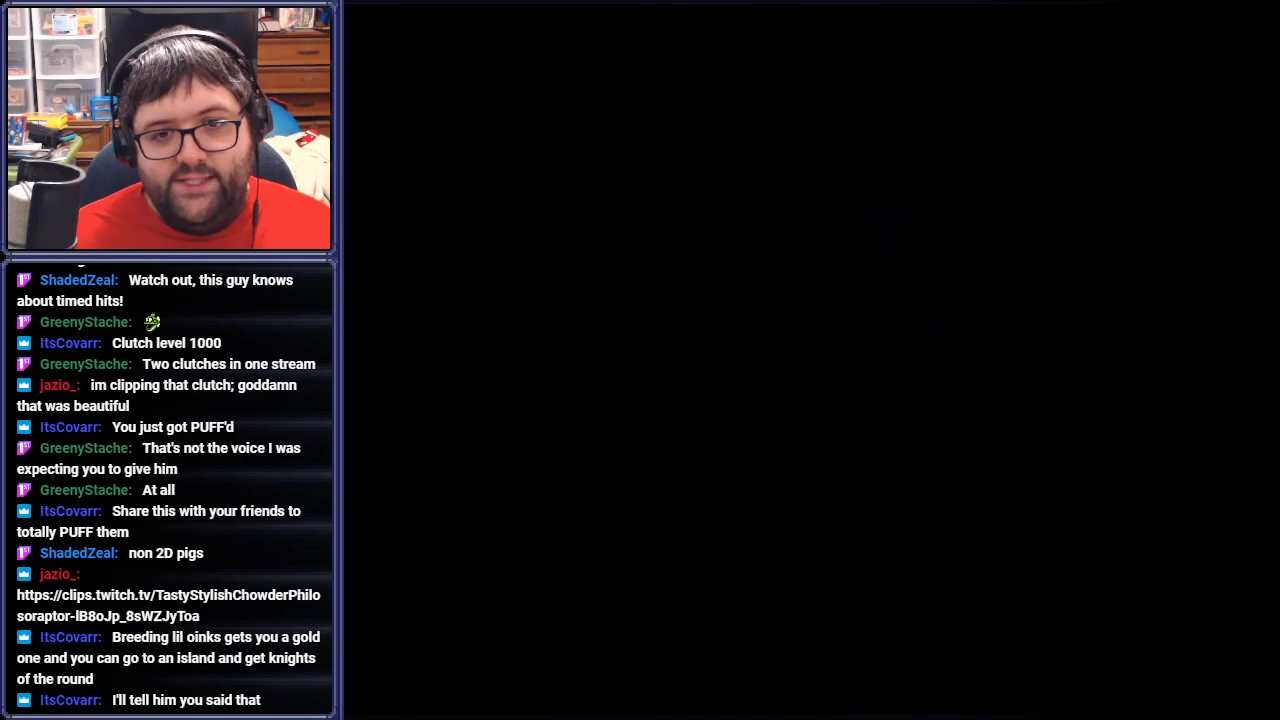 ShadedZeal: Watch out, this guy knows
about timed hits!
GreenyStache:
ItsCovarr: Clutch level 1000
GreenyStache: Two clutches in one stream
jazio_: im clipping that clutch; goddamn
that was beautiful
ItsCovarr: You just got PUFF'd
GreenyStache: That's not the voice I was
expecting you to give him
GreenyStache: At all
ItsCovarr: Share this with your friends to
totally PUFF them
ShadedZeal: non 2D pigs
jazio_:
https://clips.twitch.tv/TastyStylishChowderPhilo
soraptor-lB8oJp_8sWZJyToa
ItsCovarr: Breeding lil oinks gets you a gold
one and you can go to an island and get knights
of the round
ItsCovarr: I'll tell him you said that